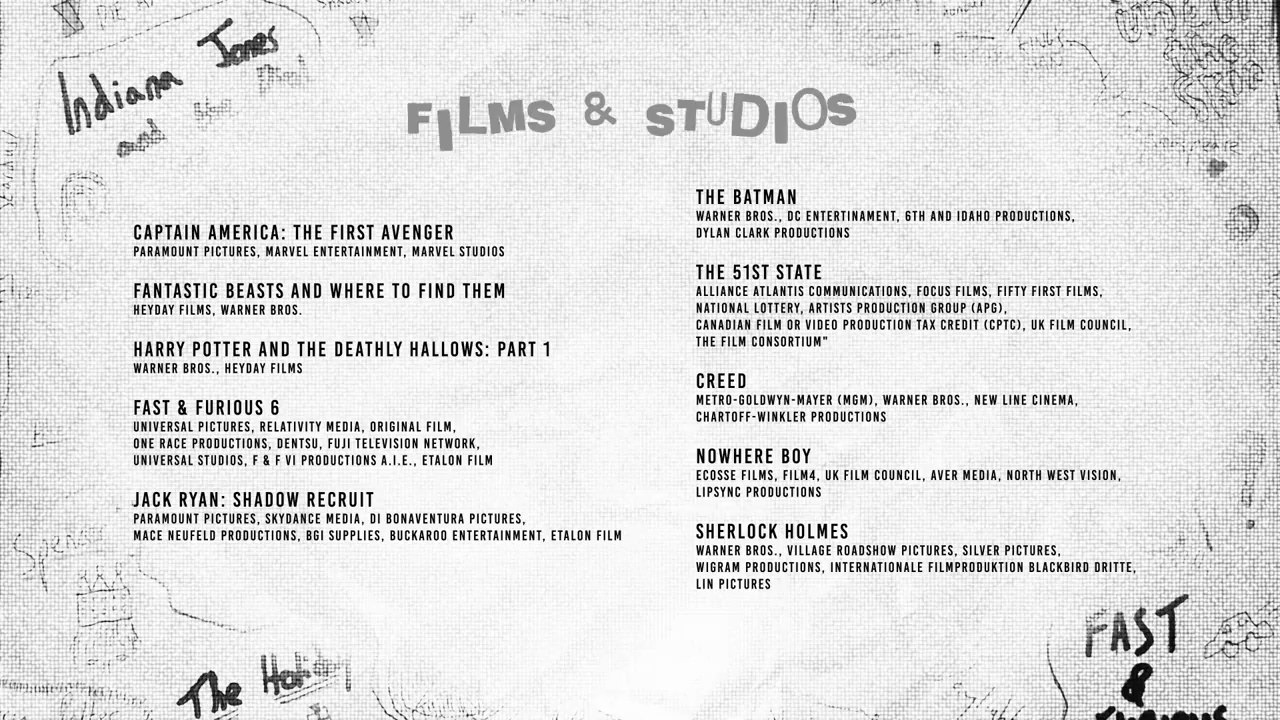 DIE
Indiana Jones
and
FILMS & STUDIOS
CAPTAIN AMERICA: THE FIRST AVENGER
PARAMOUNT PICTURES, MARVEL ENTERTAINMENT, MARVEL STUDIOS
FANTASTIC BEASTS AND WHERE TO FIND THEM
HEYDAY FILMS, WARNER BROS.
HARRY POTTER AND THE DEATHLY HALLOWS: PART 1
WARNER BROS., HEYDAY FILMS
FAST & FURIOUS 6
UNIVERSAL PICTURES, RELATIVITY MEDIA, ORIGINAL FILM,
ONE RACE PRODUCTIONS, DENTSU, FUJI TELEVISION NETWORK,
UNIVERSAL STUDIOS, F & F VI PRODUCTIONS A.I.E., ETALON FILM
JACK RYAN: SHADOW RECRUIT
PARAMOUNT PICTURES, SKYDANCE MEDIA, DI BONAVENTURA PICTURES,
MACE NEUFELD PRODUCTIONS, BGI SUPPLIES, BUCKAROO ENTERTAINMENT, ETALON FILM
THE BATMAN
WARNER BROS., DC ENTERTINAMENT, 6TH AND IDAHO PRODUCTIONS,
DYLAN CLARK PRODUCTIONS
THE 51ST STATE
ALLIANCE ATLANTIS COMMUNICATIONS, FOCUS FILMS, FIFTY FIRST FILMS,
NATIONAL LOTTERY, ARTISTS PRODUCTION GROUP (APG),
CANADIAN FILM OR VIDEO PRODUCTION TAX CREDIT (CPTC), UK FILM COUNCIL,
THE FILM CONSORTIUM"
CREED
METRO-GOLDWYN-MAYER (MGM), WARNER BROS., NEW LINE CINEMA,
CHARTOFF-WINKLER PRODUCTIONS
NOWHERE BOY
ECOSSE FILMS, FILM4, UK FILM COUNCIL, AVER MEDIA, NORTH WEST VISION,
LIPSYNC PRODUCTIONS
SHERLOCK HOLMES
WARNER BROS., VILLAGE ROADSHOW PICTURES, SILVER PICTURES,
WIGRAM PRODUCTIONS, INTERNATIONALE FILMPRODUKTION BLACKBIRD DRITTE,
LIN PICTURES
The Holiday
FAST
&